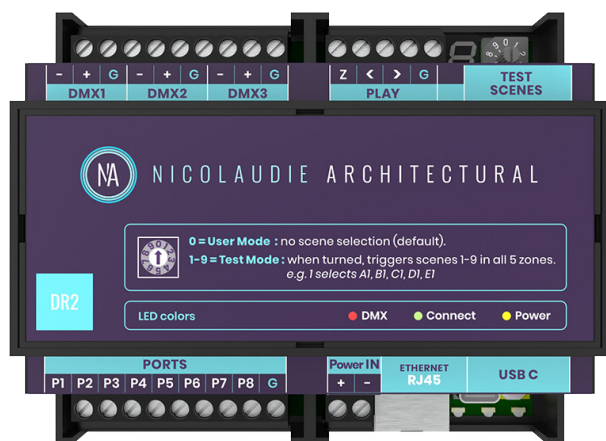 - + G - + G - + G Z < > G
DMX1 DMX2 DMX3 PLAY
TEST
SCENES
NA NICOLAUDIE ARCHITECTURAL
0 = User Mode : no scene selection (default).
1-9 = Test Mode : when turned, triggers scenes 1-9 in all 5 zones.
e.g. 1 selects A1, B1, C1, D1, E1
DR2
LED colors DMX Connect Power
PORTS Power IN ETHERNET
RJ45 USB C
P1 P2 P3 P4 P5 P6 P7 P8 G + -